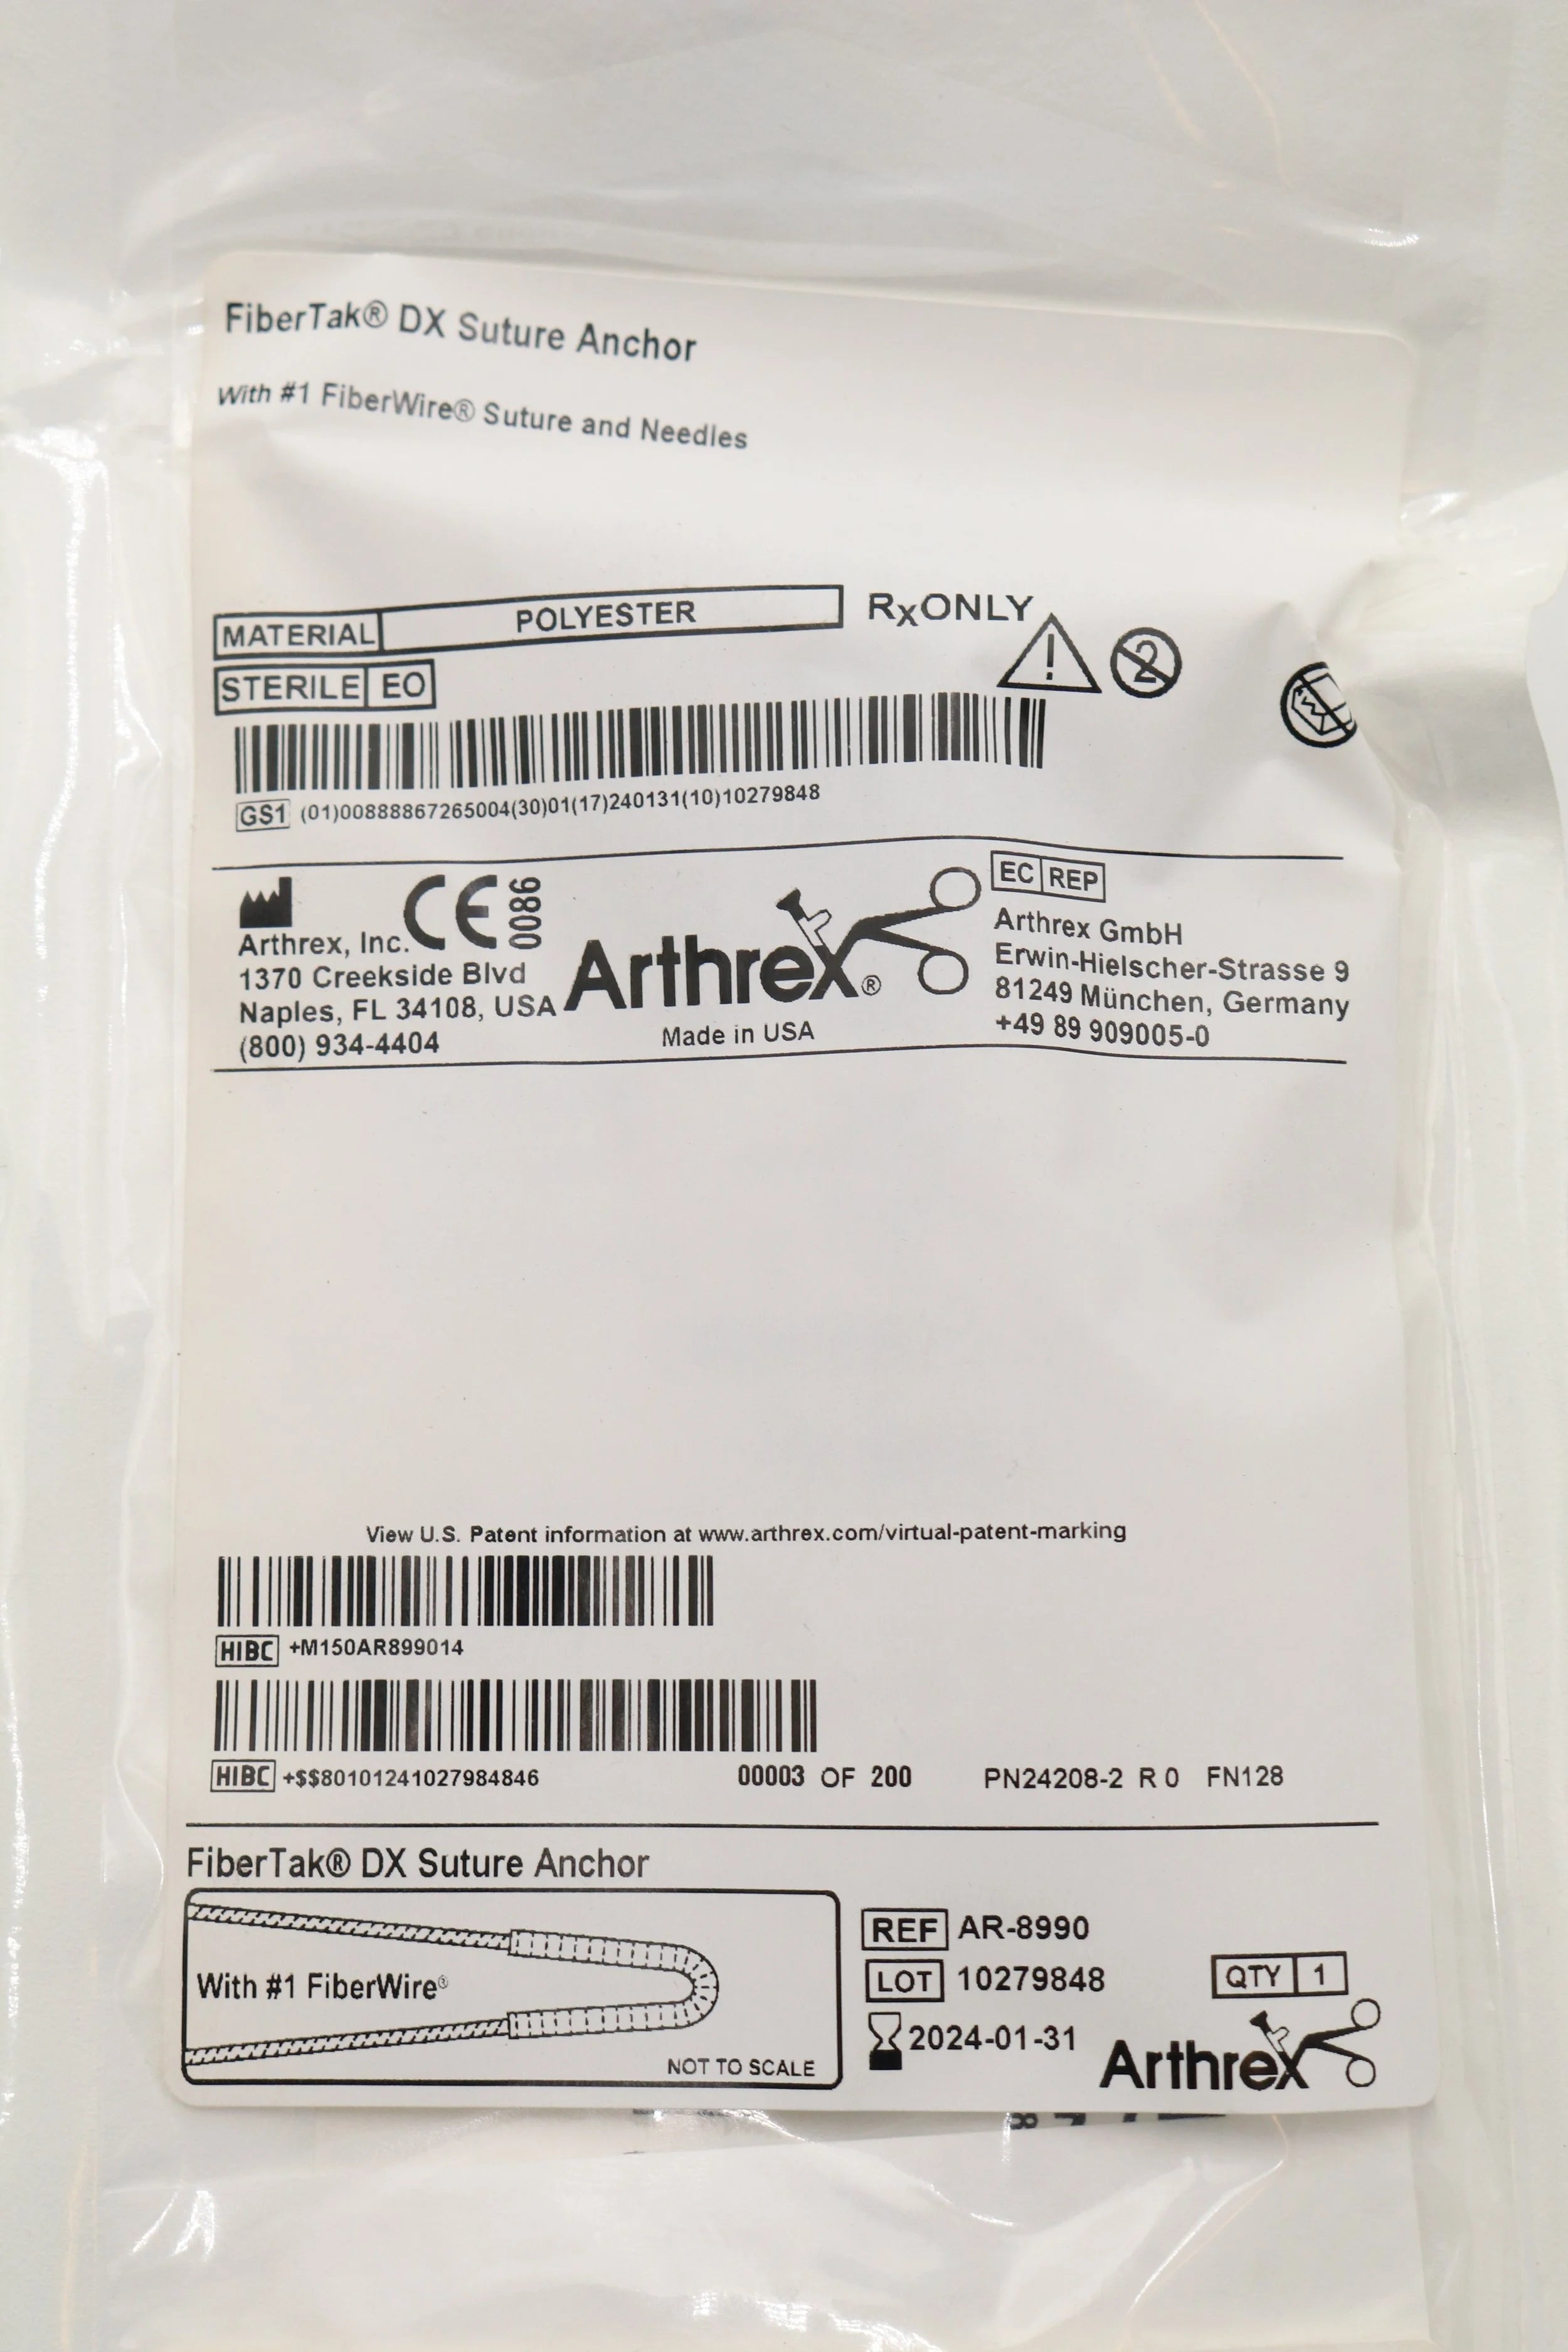 FiberTak® DX Suture Anchor
With #1 FiberWire® Suture and Needles
MATERIAL POLYESTER RxONLY
STERILE EO 2
GS1 (01)00888867265004(30)01(17)240131(10)10279848
CE 0086
Arthrex, Inc.
1370 Creekside Blvd
Naples, FL 34108, USA
(800) 934-4404
Arthrex®
Made in USA
EC REP
Arthrex GmbH
Erwin-Hielscher-Strasse 9
81249 München, Germany
+49 89 909005-0
View U.S. Patent information at www.arthrex.com/virtual-patent-marking
HIBC +M150AR899014
HIBC +$$80101241027984846 00003 OF 200 PN24208-2 R 0 FN128
FiberTak® DX Suture Anchor
With #1 FiberWire®
NOT TO SCALE
REF AR-8990
LOT 10279848 QTY 1
2024-01-31
Arthrex